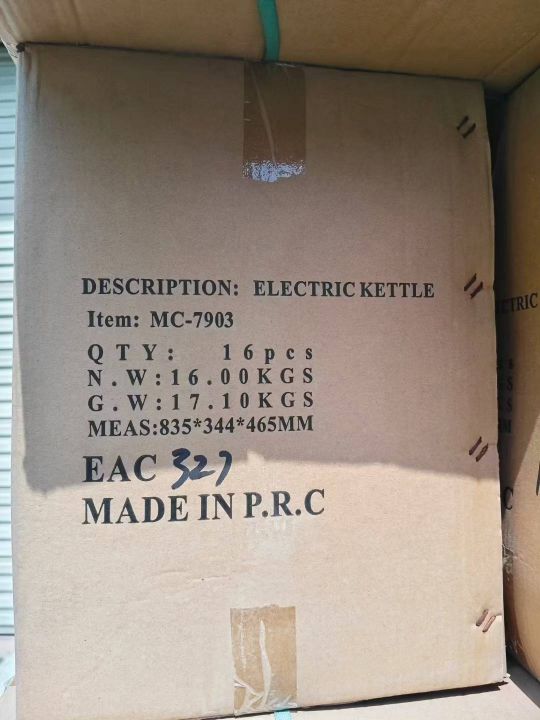 DESCRIPTION: ELECTRIC KETTLE
Item: MC-7903
QTY: 16pcs
N.W:16.00KGS
G.W:17.10KGS
MEAS:835*344*465MM
EAC 327
MADE IN P.R.C
CTRIC